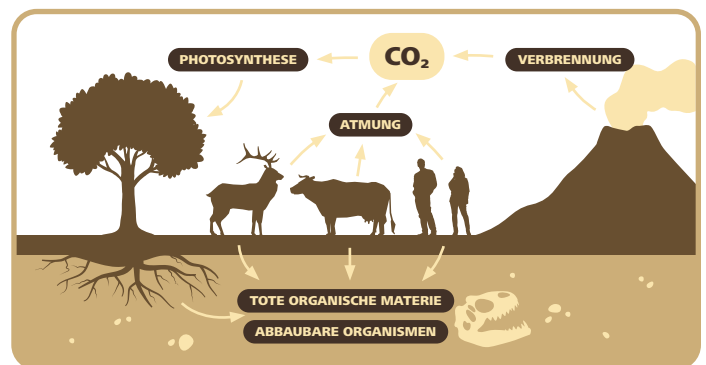 PHOTOSYNTHESE
CO₂
VERBRENNUNG
ATMUNG
TOTE ORGANISCHE MATERIE
ABBAUBARE ORGANISMEN